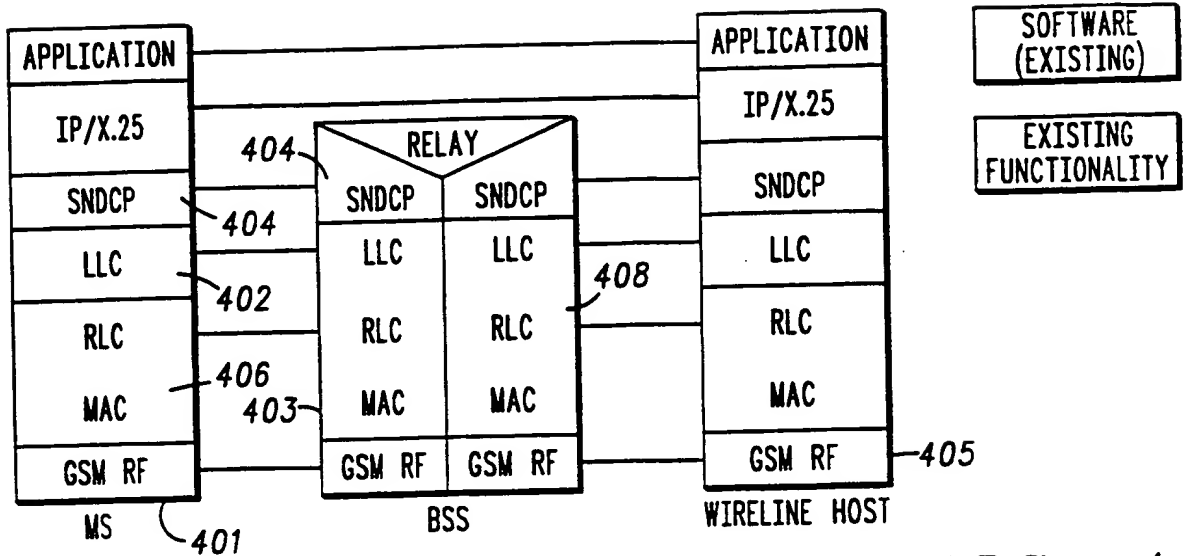 APPLICATION
IP/X.25
SNDCP
404
LLC
402
RLC
406
MAC
GSM RF
MS
401
404
RELAY
SNDCP SNDCP
LLC LLC
408
RLC RLC
403
MAC MAC
GSM RF GSM RF
BSS
APPLICATION
IP/X.25
SNDCP
LLC
RLC
MAC
GSM RF
405
WIRELINE HOST
SOFTWARE
(EXISTING)
EXISTING
FUNCTIONALITY